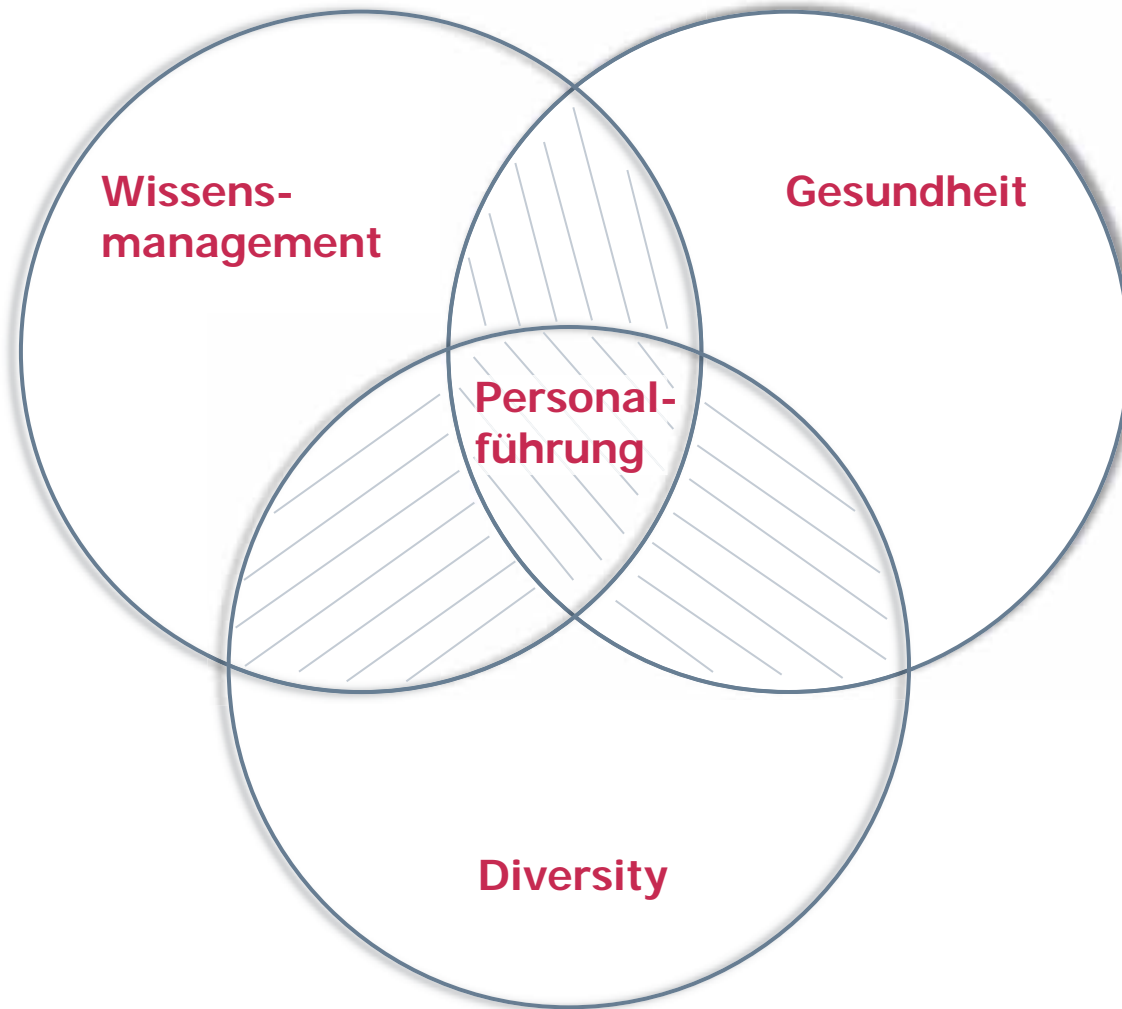 Wissens-
management
Gesundheit
Personal-
führung
Diversity